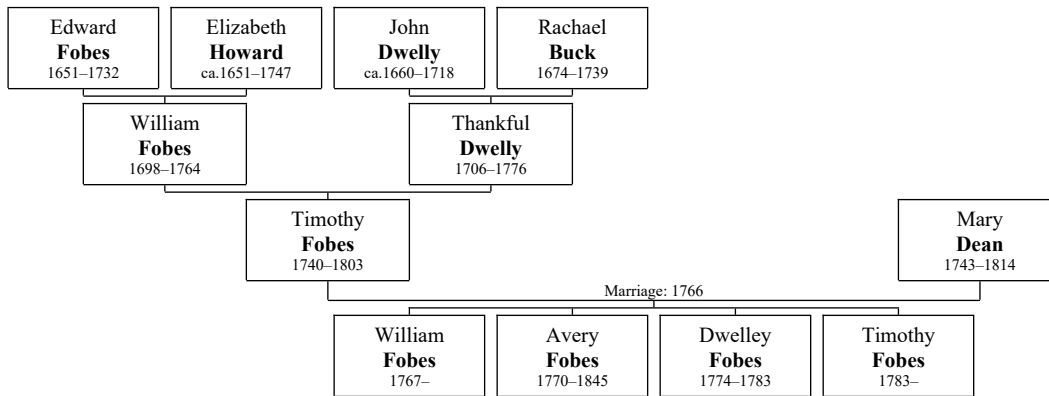 Edward
Fobes
1651–1732
Elizabeth
Howard
ca.1651–1747
John
Dwelly
ca.1660–1718
Rachael
Buck
1674–1739
William
Fobes
1698–1764
Thankful
Dwelly
1706–1776
Timothy
Fobes
1740–1803
Mary
Dean
1743–1814
Marriage: 1766
William
Fobes
1767–
Avery
Fobes
1770–1845
Dwelley
Fobes
1774–1783
Timothy
Fobes
1783–